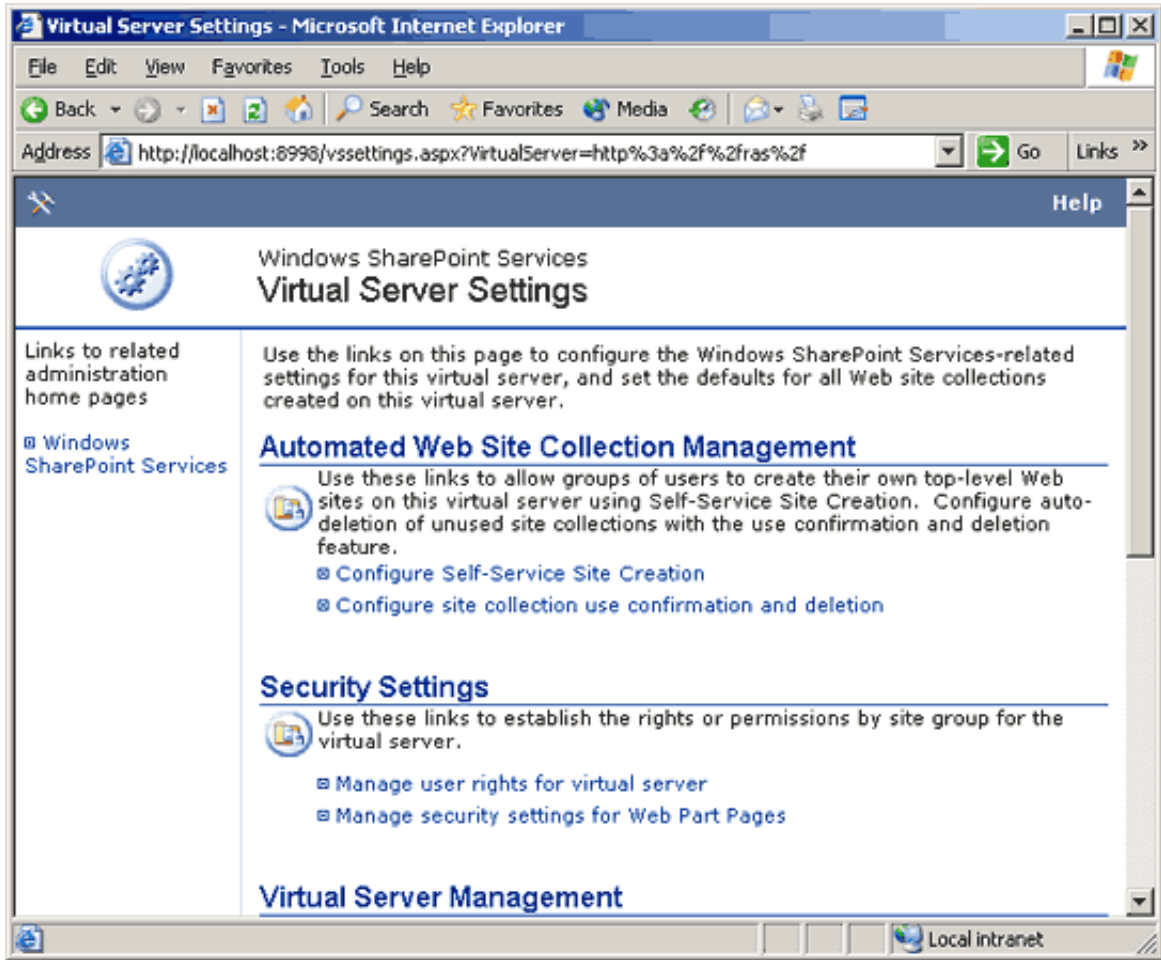 Virtual Server Settings - Microsoft Internet Explorer
File Edit View Favorites Tools Help
Back Search Favorites Media
Address http://localhost:8998/vssettings.aspx?VirtualServer=http%3a%2f%2fras%2f Go Links »
Help
Windows SharePoint Services
Virtual Server Settings
Links to related
administration
home pages
Windows
SharePoint Services
Use the links on this page to configure the Windows SharePoint Services-related
settings for this virtual server, and set the defaults for all Web site collections
created on this virtual server.
Automated Web Site Collection Management
Use these links to allow groups of users to create their own top-level Web
sites on this virtual server using Self-Service Site Creation. Configure auto-
deletion of unused site collections with the use confirmation and deletion
feature.
Configure Self-Service Site Creation
Configure site collection use confirmation and deletion
Security Settings
Use these links to establish the rights or permissions by site group for the
virtual server.
Manage user rights for virtual server
Manage security settings for Web Part Pages
Virtual Server Management
Local intranet